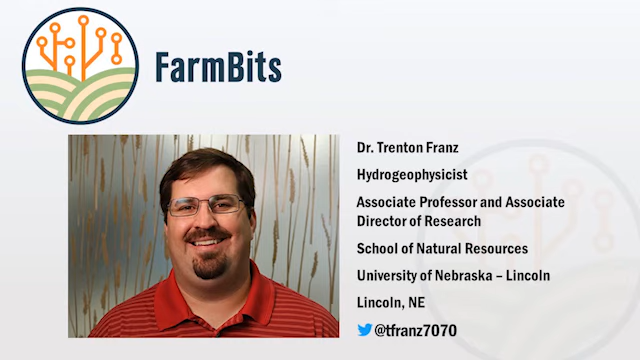 FarmBits
Dr. Trenton Franz
Hydrogeophysicist
Associate Professor and Associate
Director of Research
School of Natural Resources
University of Nebraska – Lincoln
Lincoln, NE
@tfranz7070